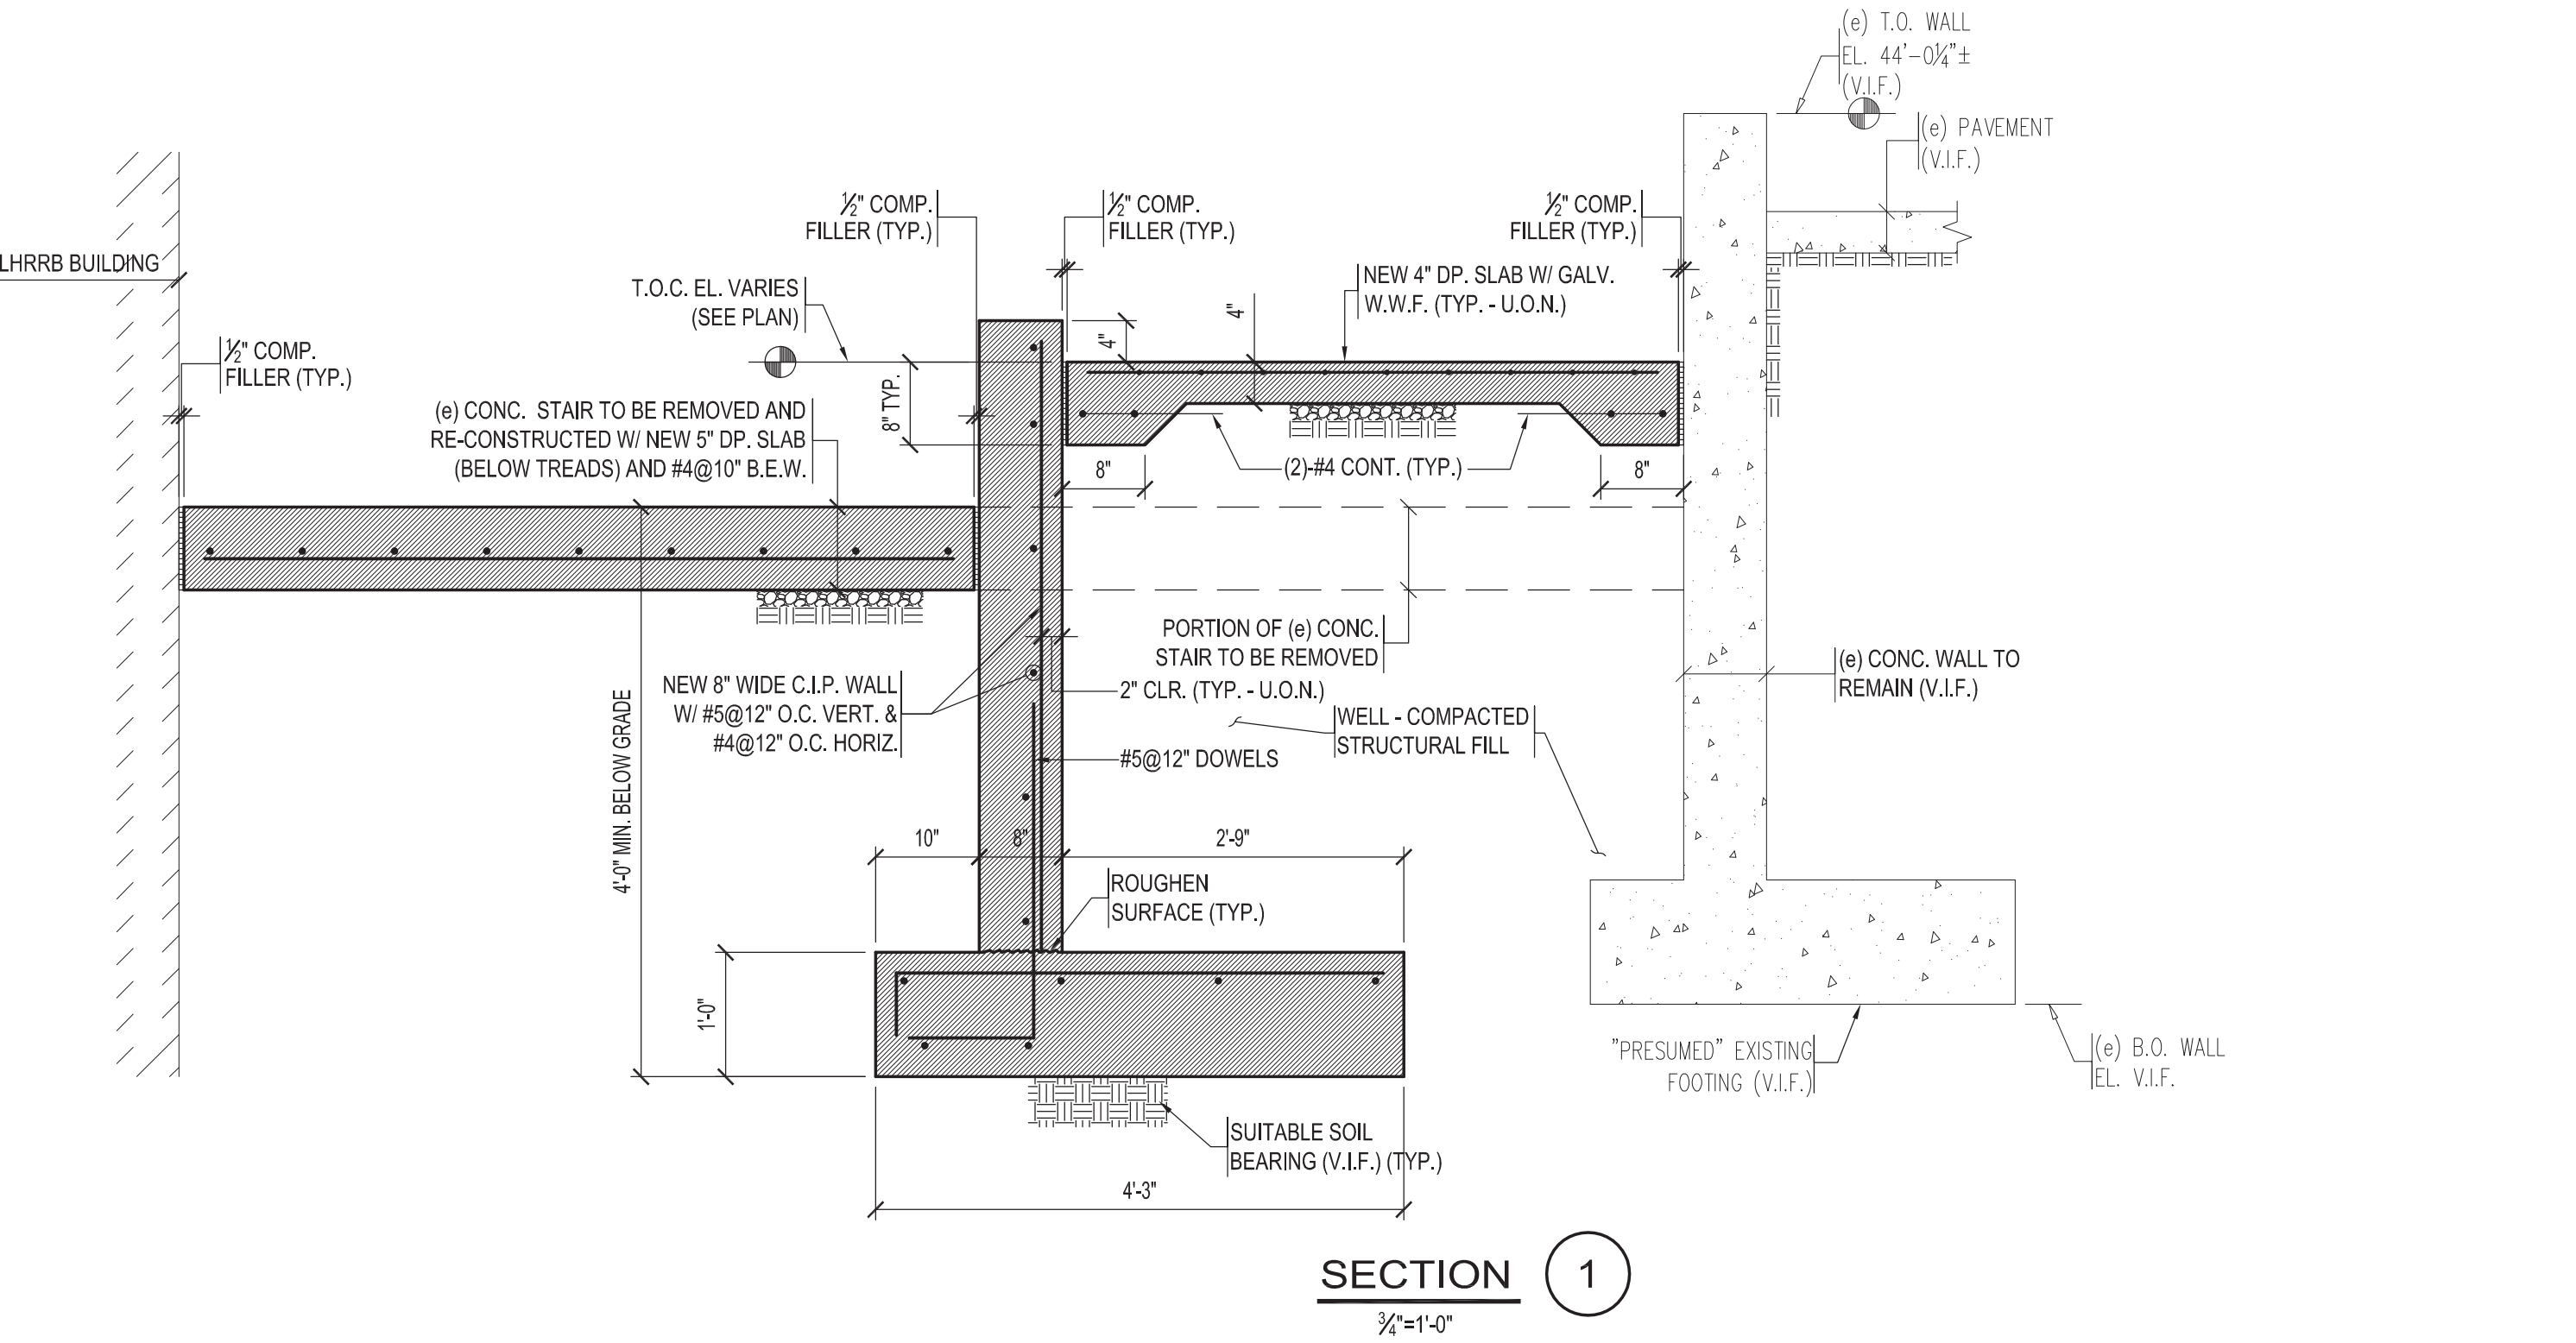 (e) T.O. WALL
EL. 44'-0¼"±
(V.I.F.)
(e) PAVEMENT
(V.I.F.)
½" COMP.
FILLER (TYP.)
½" COMP.
FILLER (TYP.)
½" COMP.
FILLER (TYP.)
LHRRB BUILDING
T.O.C. EL. VARIES
(SEE PLAN)
NEW 4" DP. SLAB W/ GALV.
W.W.F. (TYP. - U.O.N.)
4"
4"
½" COMP.
FILLER (TYP.)
8" TYP.
(e) CONC. STAIR TO BE REMOVED AND
RE-CONSTRUCTED W/ NEW 5" DP. SLAB
(BELOW TREADS) AND #4@10" B.E.W.
8"
(2)-#4 CONT. (TYP.)
8"
PORTION OF (e) CONC.
STAIR TO BE REMOVED
(e) CONC. WALL TO
REMAIN (V.I.F.)
NEW 8" WIDE C.I.P. WALL
W/ #5@12" O.C. VERT. &
#4@12" O.C. HORIZ.
2" CLR. (TYP. - U.O.N.)
WELL - COMPACTED
STRUCTURAL FILL
#5@12" DOWELS
4'-0" MIN. BELOW GRADE
10"
8"
2'-9"
ROUGHEN
SURFACE (TYP.)
1'-0"
"PRESUMED" EXISTING
FOOTING (V.I.F.)
(e) B.O. WALL
EL. V.I.F.
SUITABLE SOIL
BEARING (V.I.F.) (TYP.)
4'-3"
SECTION
1
¾"=1'-0"